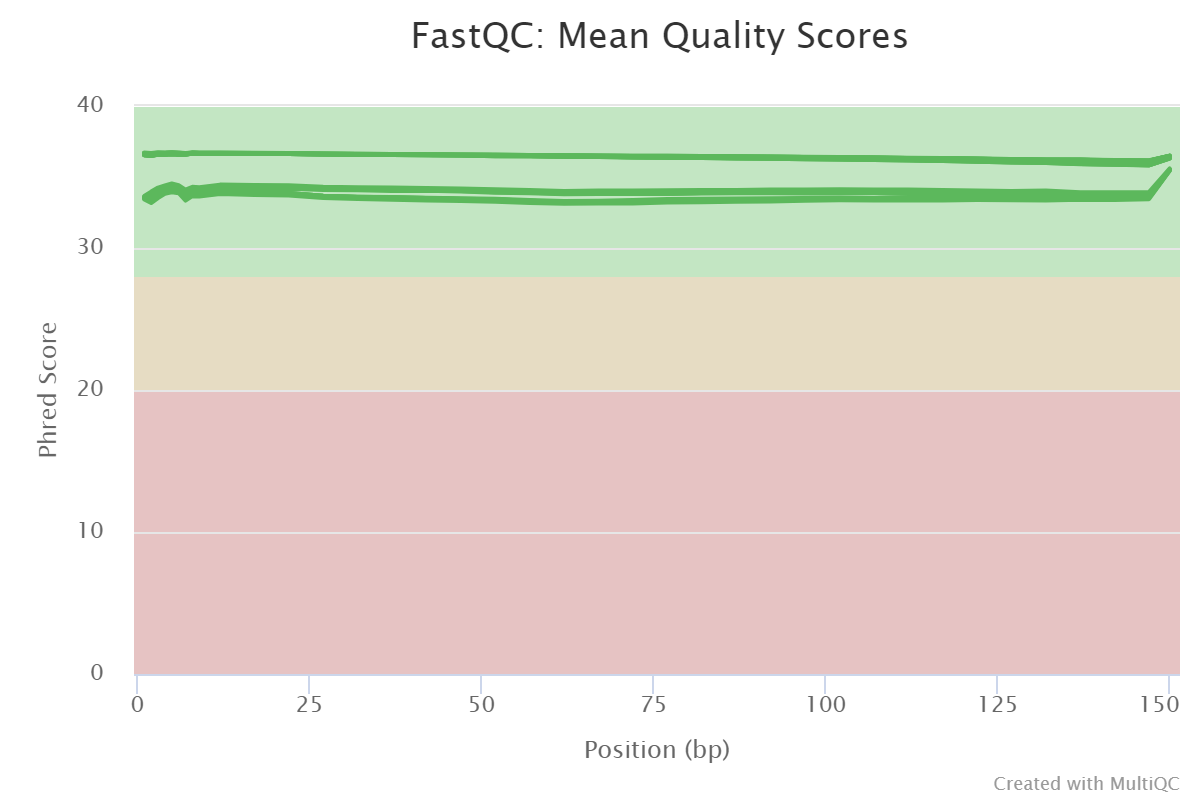 FastQC: Mean Quality Scores
40
30
20
10
0
Phred Score
0 25 50 75 100 125 150
Position (bp)
Created with MultiQC